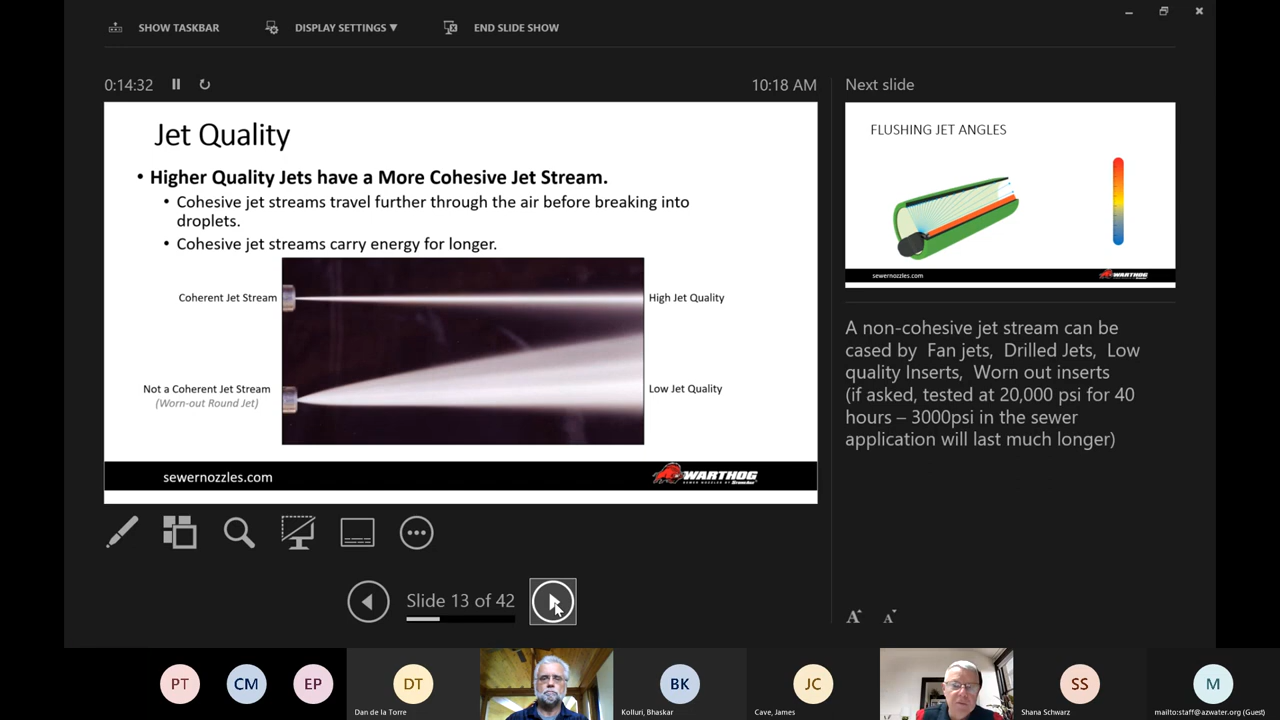 SHOW TASKBAR
DISPLAY SETTINGS ▼
END SLIDE SHOW
0:14:32
10:18 AM
Jet Quality
• Higher Quality Jets have a More Cohesive Jet Stream.
• Cohesive jet streams travel further through the air before breaking into
droplets.
• Cohesive jet streams carry energy for longer.
Coherent Jet Stream
High Jet Quality
Not a Coherent Jet Stream
(Worn-out Round Jet)
Low Jet Quality
sewernozzles.com
WARTHOG
Slide 13 of 42
Next slide
FLUSHING JET ANGLES
sewernozzles.com
WARTHOG
A non-cohesive jet stream can be
cased by Fan jets, Drilled Jets, Low
quality Inserts, Worn out inserts
(if asked, tested at 20,000 psi for 40
hours – 3000psi in the sewer
application will last much longer)
A
A
PT
CM
EP
DT
Dan de la Torre
BK
Kolluri, Bhaskar
JC
Cave, James
SS
Shana Schwarz
M
mailto:staff@azwater.org (Guest)